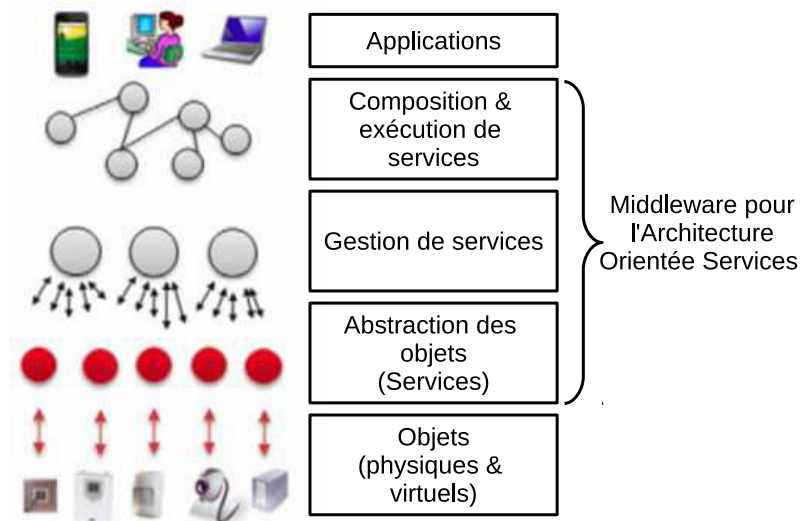 Applications
Composition &
exécution de
services
Gestion de services
Middleware pour
l'Architecture
Orientée Services
Abstraction des
objets
(Services)
Objets
(physiques &
virtuels)